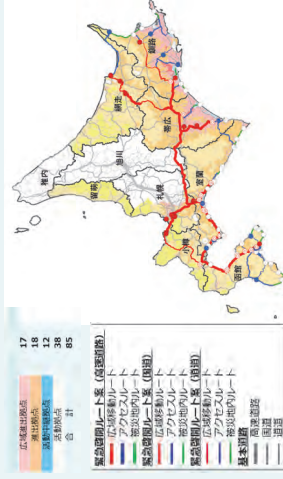 広域進出拠点 17
進出拠点 18
活動中継拠点 12
活動拠点 38
合 計 85
緊急啓開ルート案（高速道路）
広域移動ルート
アクセスルート
被災地内ルート
緊急啓開ルート案（国道）
広域移動ルート
アクセスルート
被災地内ルート
緊急啓開ルート案（道道）
広域移動ルート
アクセスルート
被災地内ルート
基本道路
高速道路
国道
道道
稚内
留萌
旭川
網走
札幌
小樽
帯広
釧路
室蘭
函館